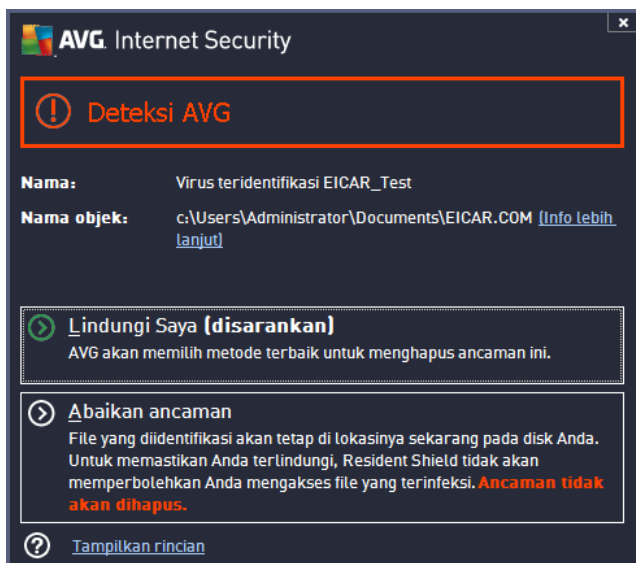 AVG. Internet Security
x
Deteksi AVG
Nama: Virus teridentifikasi EICAR_Test
Nama objek: c:\Users\Administrator\Documents\EICAR.COM (Info lebih
lanjut)
Lindungi Saya (disarankan)
AVG akan memilih metode terbaik untuk menghapus ancaman ini.
Abaikan ancaman
File yang diidentifikasi akan tetap di lokasinya sekarang pada disk Anda.
Untuk memastikan Anda terlindungi, Resident Shield tidak akan
memperbolehkan Anda mengakses file yang terinfeksi. Ancaman tidak
akan dihapus.
Tampilkan rincian